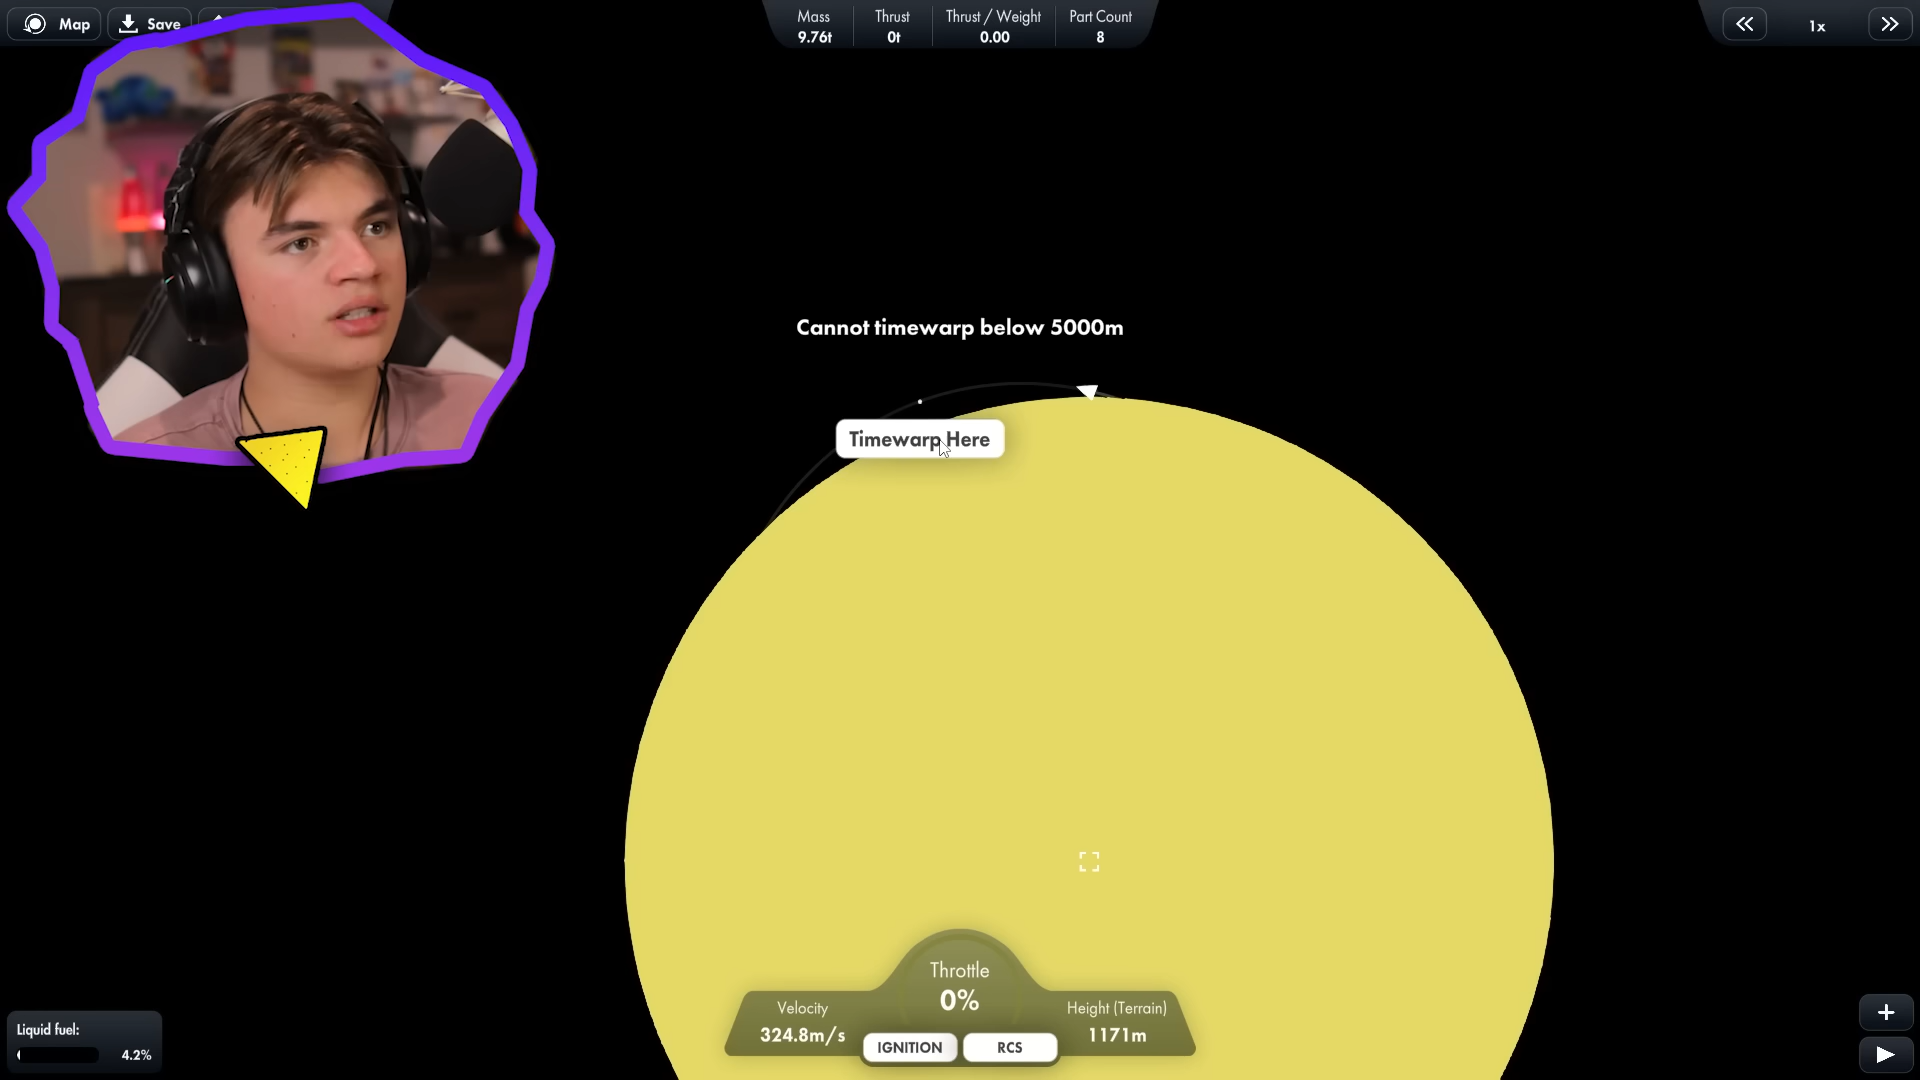 Map
Save
Mass
9.76t
Thrust
0t
Thrust / Weight
0.00
Part Count
8
1x
Cannot timewarp below 5000m
Timewarp Here
Throttle
0%
Velocity
324.8m/s
Height (Terrain)
1171m
IGNITION
RCS
Liquid fuel:
4.2%